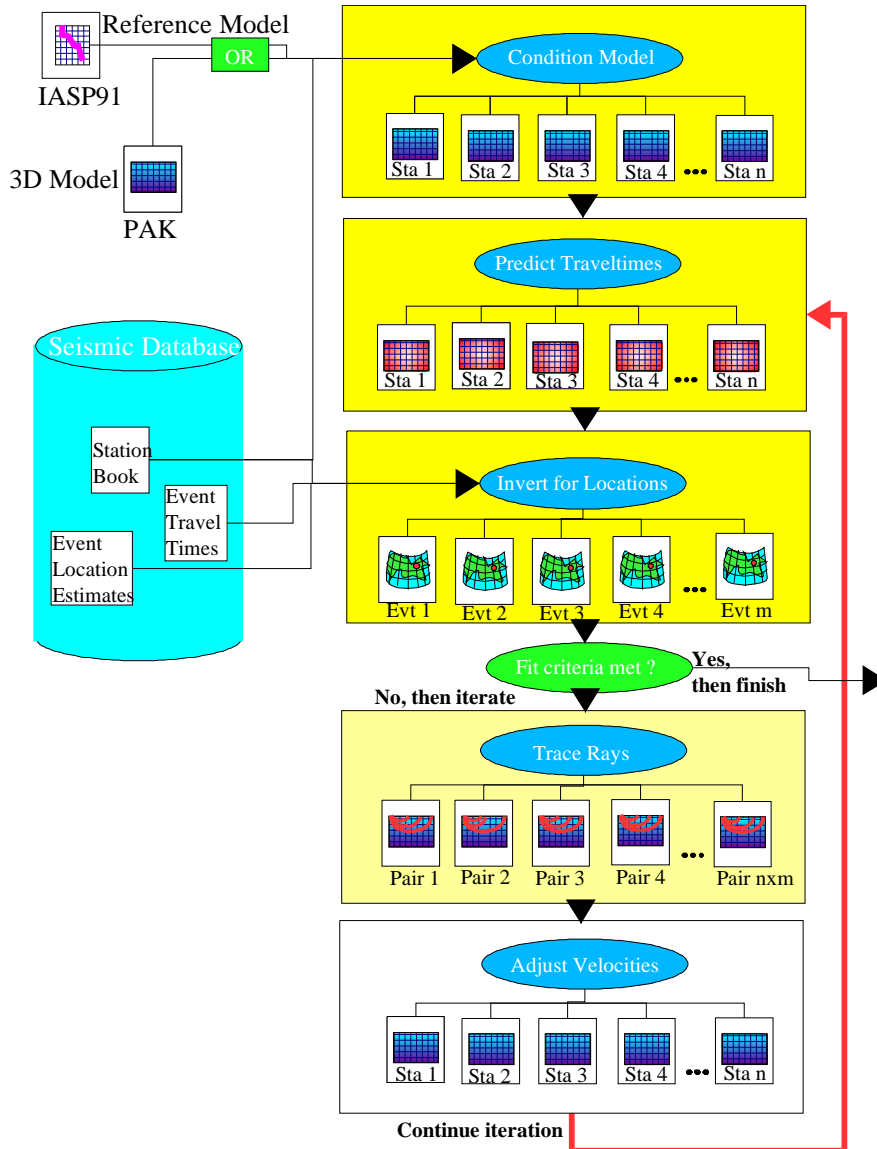 Reference Model
OR
IASP91
3D Model
PAK
Condition Model
Sta 1
Sta 2
Sta 3
Sta 4
...
Sta n
Predict Traveltimes
Sta 1
Sta 2
Sta 3
Sta 4
...
Sta n
Seismic Database
Station
Book
Event
Travel
Times
Event
Location
Estimates
Invert for Locations
Evt 1
Evt 2
Evt 3
Evt 4
...
Evt m
Fit criteria met ?
Yes,
then finish
No, then iterate
Trace Rays
Pair 1
Pair 2
Pair 3
Pair 4
...
Pair nxm
Adjust Velocities
Sta 1
Sta 2
Sta 3
Sta 4
...
Sta n
Continue iteration